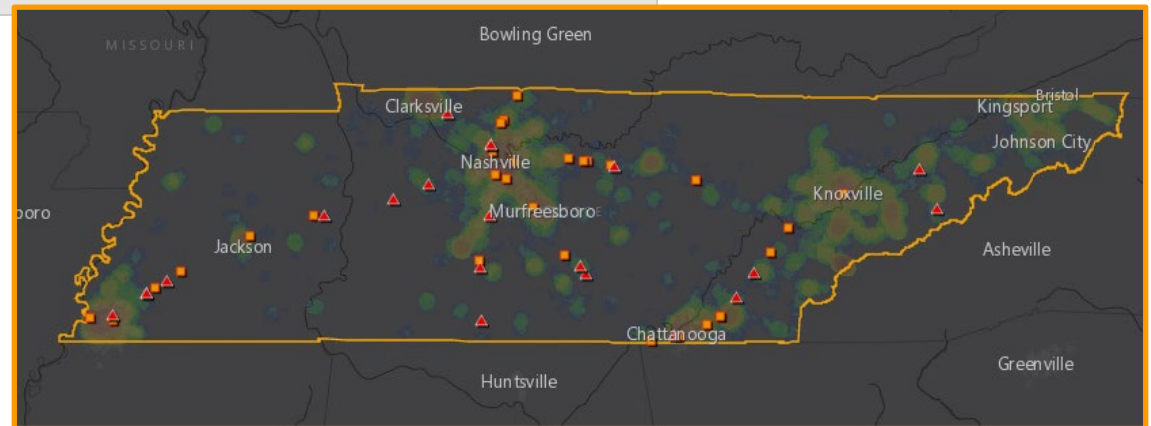 Bowling Green
MISSOURI
Clarksville
Bristol
Kingsport
Johnson City
Nashville
Knoxville
Murfreesboro
boro
Jackson
Asheville
Chattanooga
Greenville
Huntsville